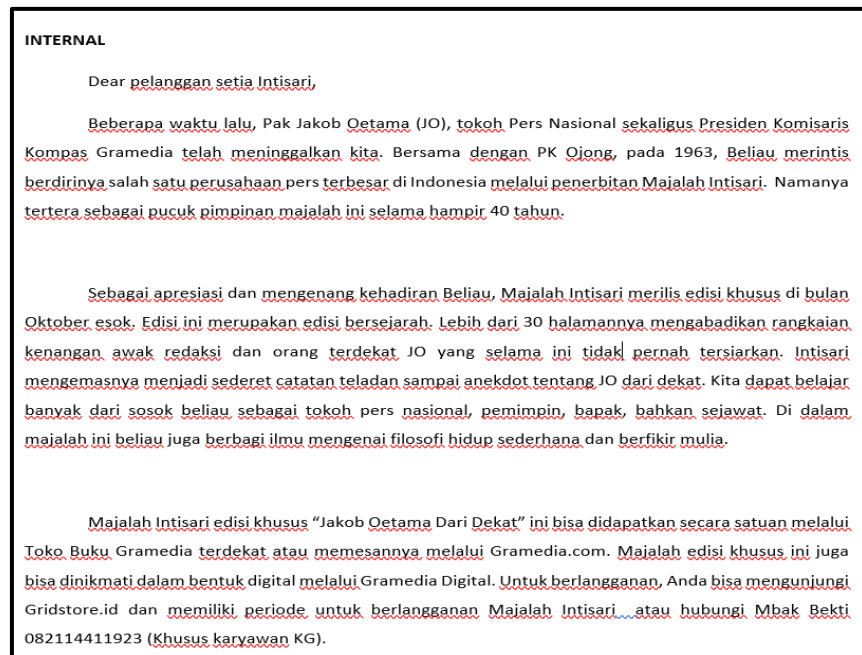 INTERNAL
Dear pelanggan setia Intisari,
Beberapa waktu lalu, Pak Jakob Oetama (JO), tokoh Pers Nasional sekaligus Presiden Komisaris
Kompas Gramedia telah meninggalkan kita. Bersama dengan PK Ojong, pada 1963, Beliau merintis
berdirinya salah satu perusahaan pers terbesar di Indonesia melalui penerbitan Majalah Intisari. Namanya
tertera sebagai pucuk pimpinan majalah ini selama hampir 40 tahun.
Sebagai apresiasi dan mengenang kehadiran Beliau, Majalah Intisari merilis edisi khusus di bulan
Oktober esok. Edisi ini merupakan edisi bersejarah. Lebih dari 30 halamannya mengabadikan rangkaian
kenangan awak redaksi dan orang terdekat JO yang selama ini tidak pernah tersiarkan. Intisari
mengemasnya menjadi sederet catatan teladan sampai anekdot tentang JO dari dekat. Kita dapat belajar
banyak dari sosok beliau sebagai tokoh pers nasional, pemimpin, bapak, bahkan sejawat. Di dalam
majalah ini beliau juga berbagi ilmu mengenai filosofi hidup sederhana dan berfikir mulia.
Majalah Intisari edisi khusus “Jakob Oetama Dari Dekat” ini bisa didapatkan secara satuan melalui
Toko Buku Gramedia terdekat atau memesannya melalui Gramedia.com. Majalah edisi khusus ini juga
bisa dinikmati dalam bentuk digital melalui Gramedia Digital. Untuk berlangganan, Anda bisa mengunjungi
Gridstore.id dan memiliki periode untuk berlangganan Majalah Intisari atau hubungi Mbak Bekti
082114411923 (Khusus karyawan KG).